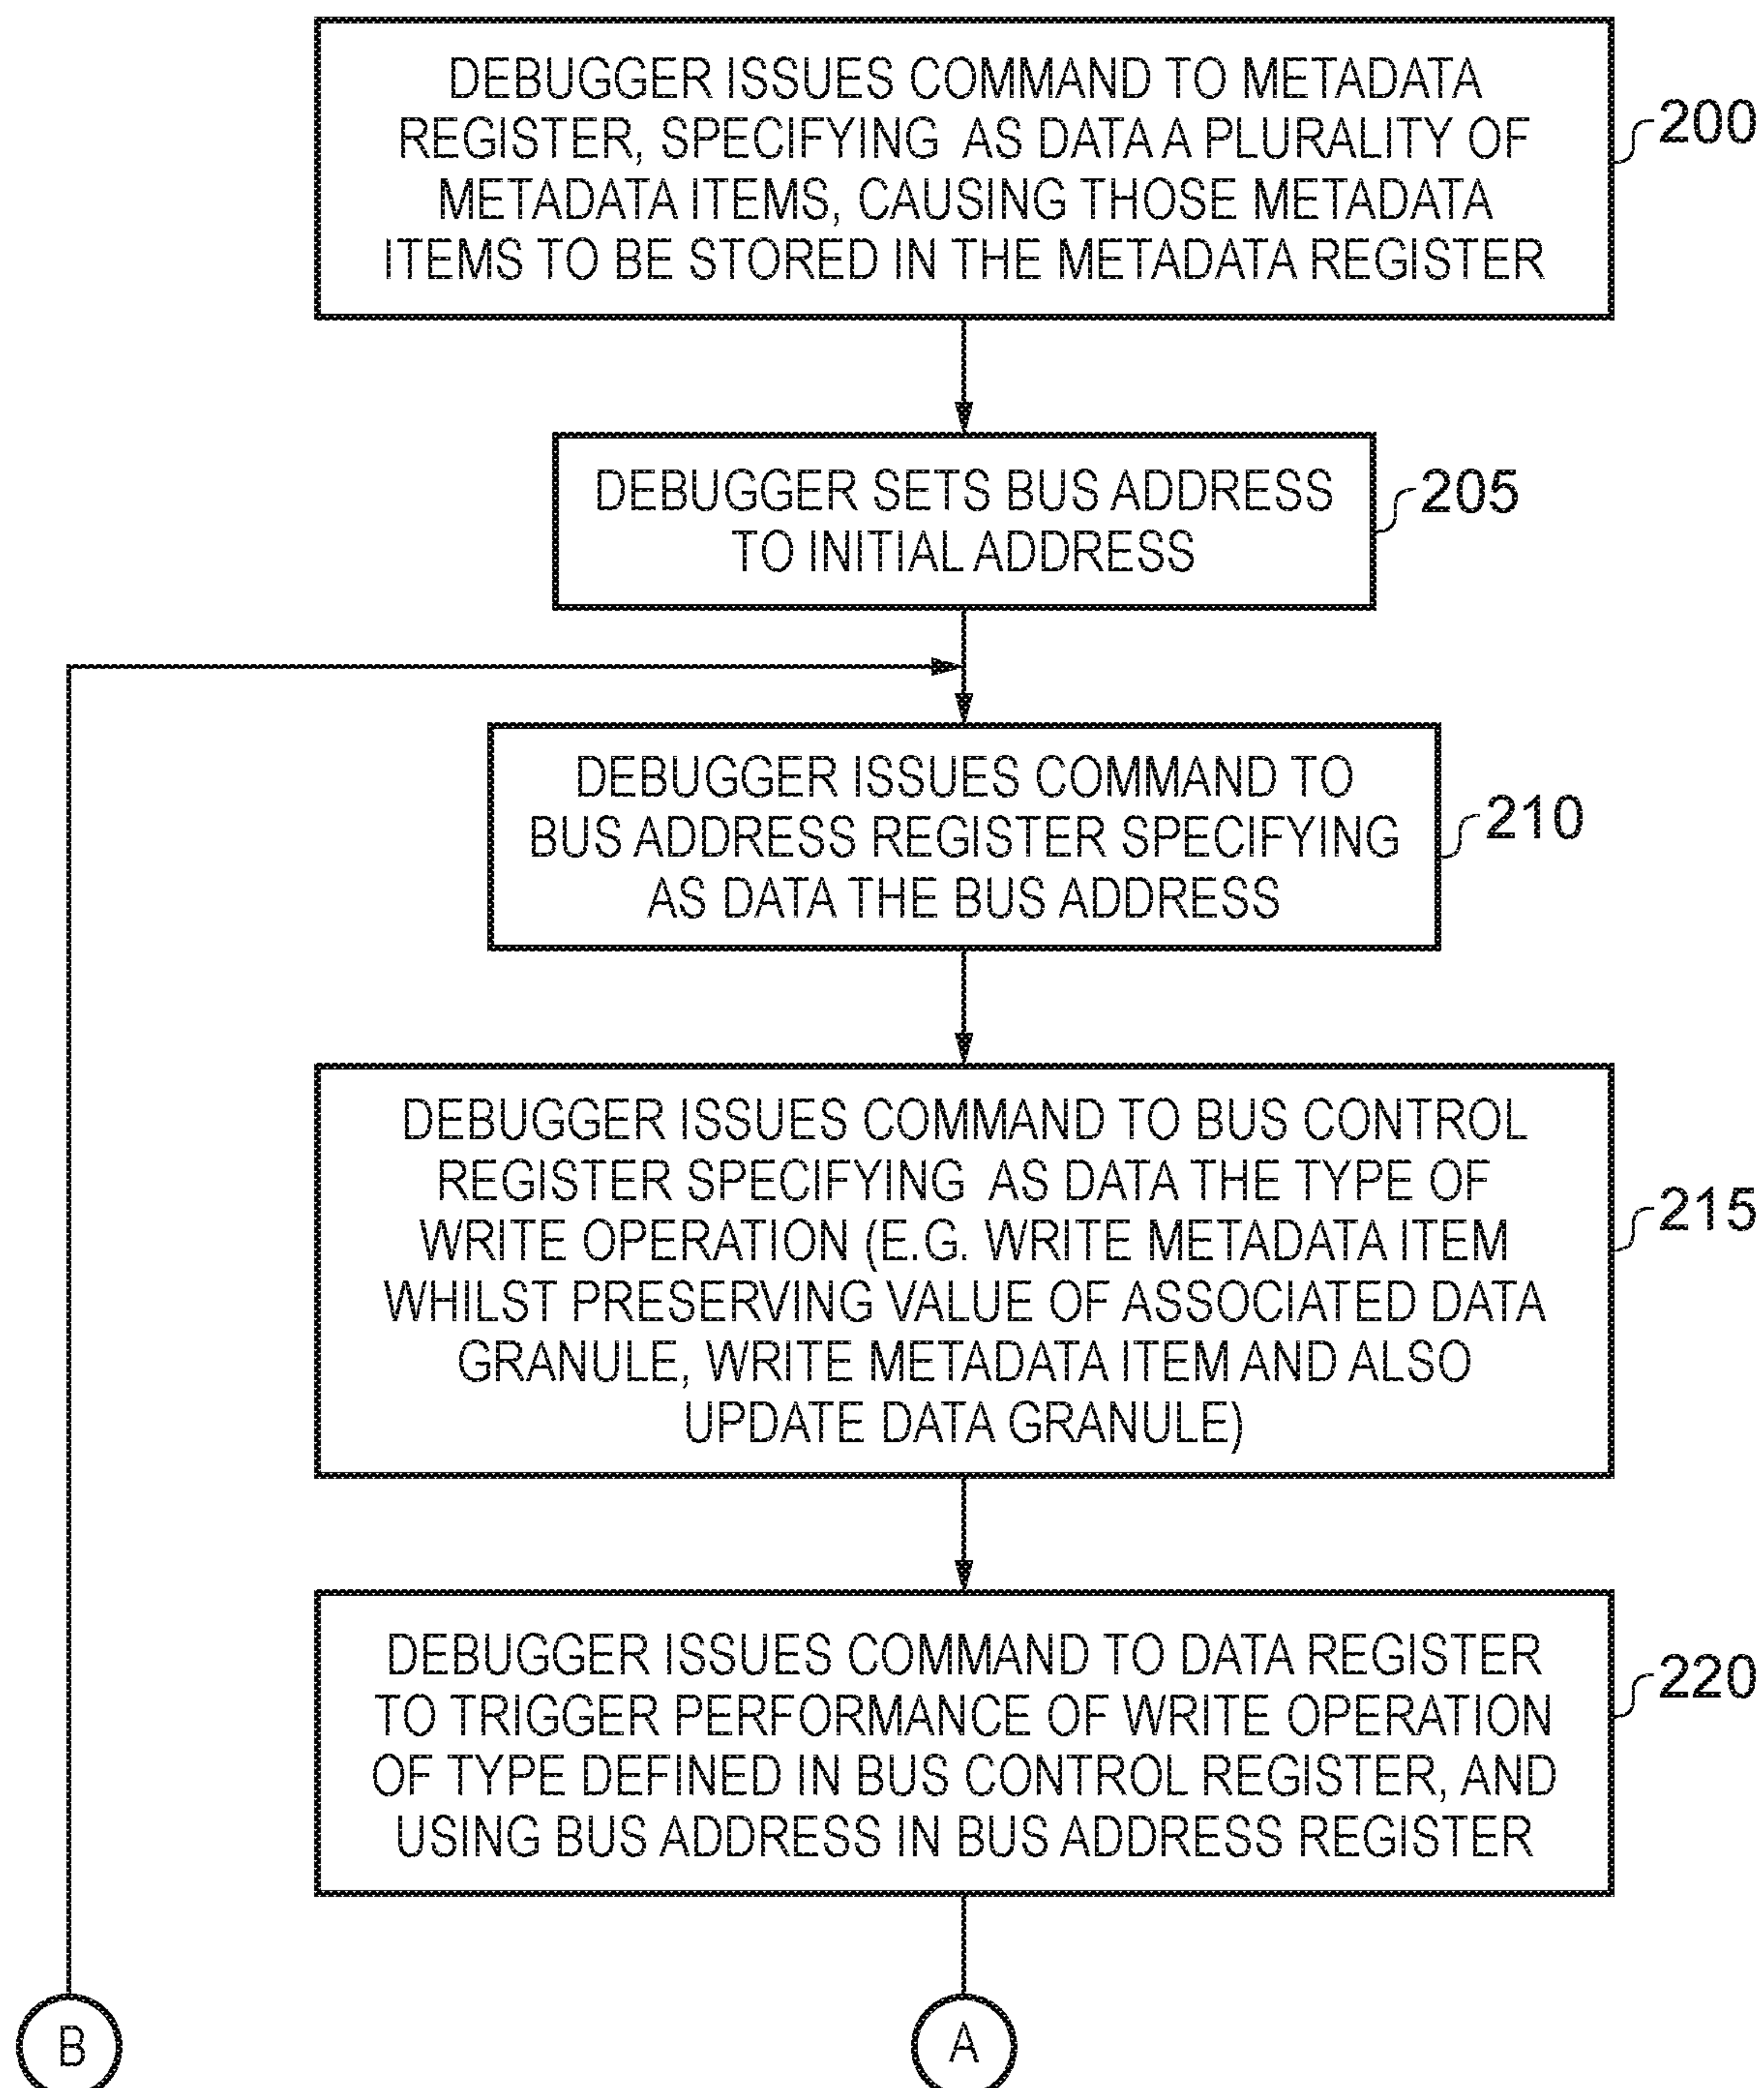 DEBUGGER ISSUES COMMAND TO METADATA
REGISTER, SPECIFYING AS DATA A PLURALITY OF
METADATA ITEMS, CAUSING THOSE METADATA
ITEMS TO BE STORED IN THE METADATA REGISTER
200
DEBUGGER SETS BUS ADDRESS
TO INITIAL ADDRESS
205
DEBUGGER ISSUES COMMAND TO
BUS ADDRESS REGISTER SPECIFYING
AS DATA THE BUS ADDRESS
210
DEBUGGER ISSUES COMMAND TO BUS CONTROL
REGISTER SPECIFYING AS DATA THE TYPE OF
WRITE OPERATION (E.G. WRITE METADATA ITEM
WHILST PRESERVING VALUE OF ASSOCIATED DATA
GRANULE, WRITE METADATA ITEM AND ALSO
UPDATE DATA GRANULE)
215
DEBUGGER ISSUES COMMAND TO DATA REGISTER
TO TRIGGER PERFORMANCE OF WRITE OPERATION
OF TYPE DEFINED IN BUS CONTROL REGISTER, AND
USING BUS ADDRESS IN BUS ADDRESS REGISTER
220
B
A